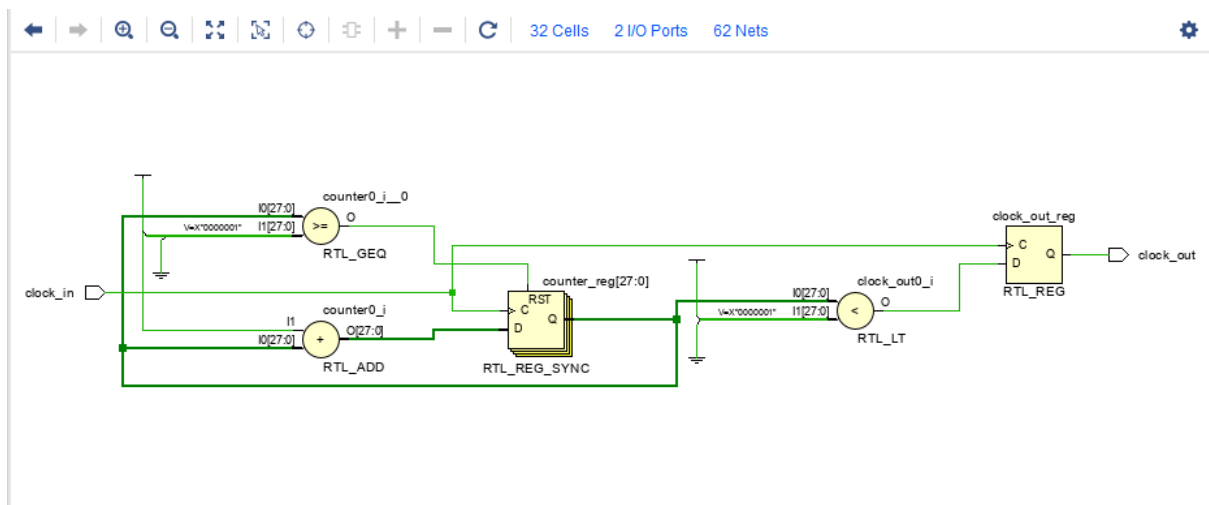 32 Cells 2 I/O Ports 62 Nets
counter0_i__0
I0[27:0]
O
V=X"0000001" I1[27:0]
>=
RTL_GEQ
clock_in
counter0_i
I1
O[27:0]
I0[27:0]
+
RTL_ADD
counter_reg[27:0]
RST
C
D
Q
RTL_REG_SYNC
clock_out0_i
I0[27:0]
O
V=X"0000001" I1[27:0]
<
RTL_LT
clock_out_reg
C
D
Q
RTL_REG
clock_out